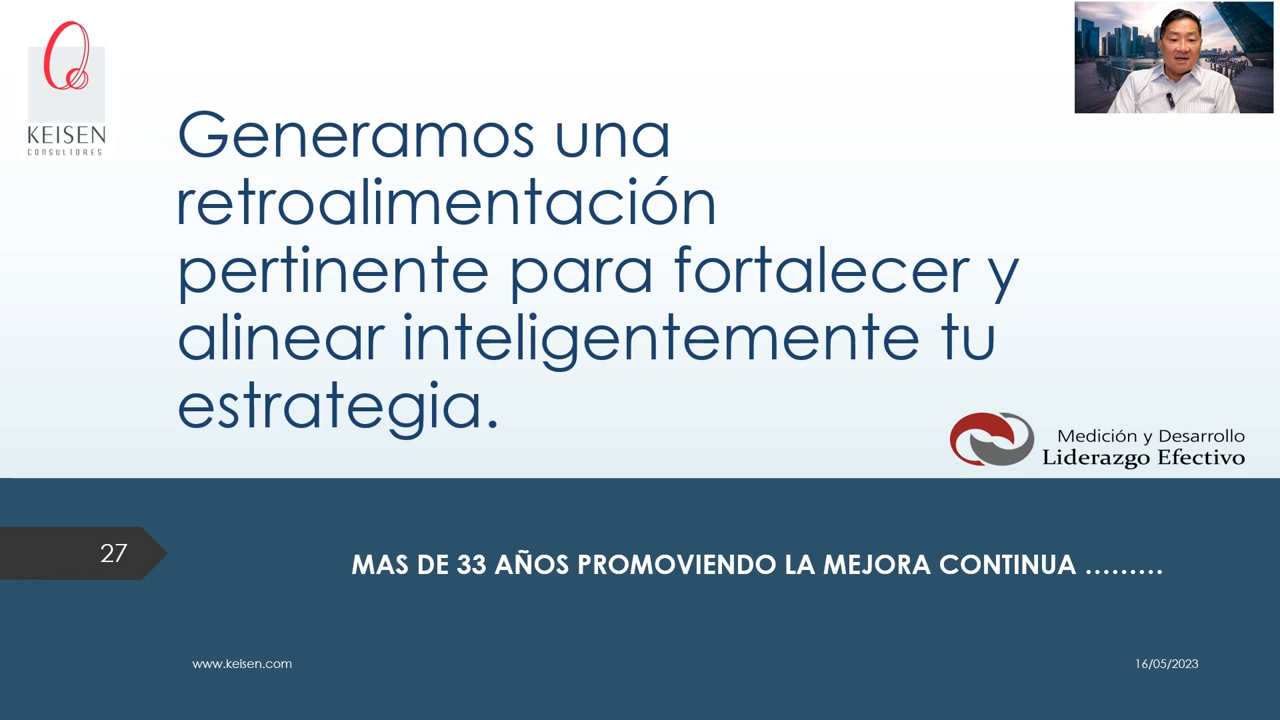 KEISEN
CONSULTORES
Generamos una
retroalimentación
pertinente para fortalecer y
alinear inteligentemente tu
estrategia.
Medición y Desarrollo
Liderazgo Efectivo
27
MAS DE 33 AÑOS PROMOVIENDO LA MEJORA CONTINUA .........
www.keisen.com
16/05/2023